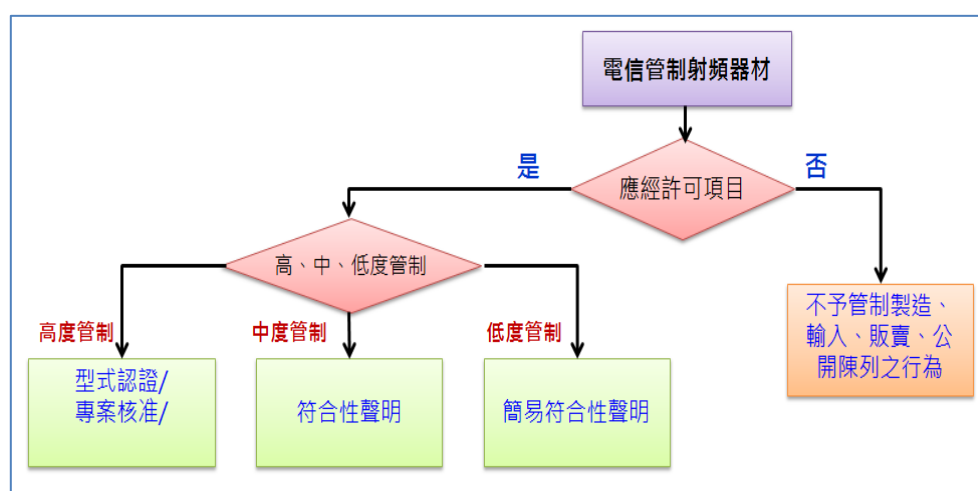 電信管制射頻器材
是
否
應經許可項目
高、中、低度管制
高度管制
中度管制
低度管制
不予管制製造、
輸入、販賣、公
開陳列之行為
型式認證/
專案核准/
符合性聲明
簡易符合性聲明